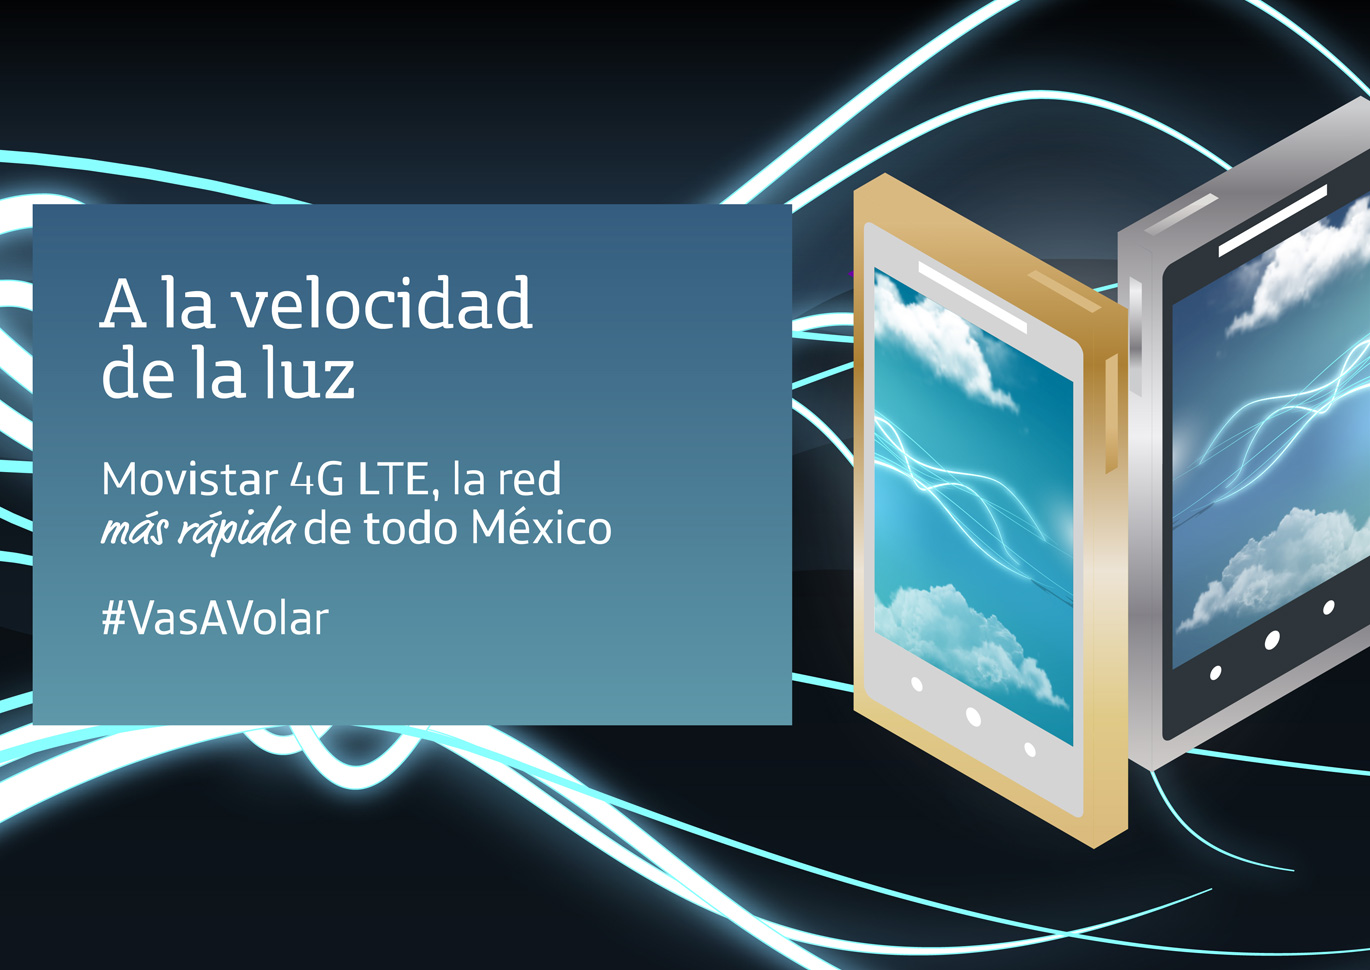 A la velocidad
de la luz
Movistar 4G LTE, la red
más rápida de todo México
#VasAVolar